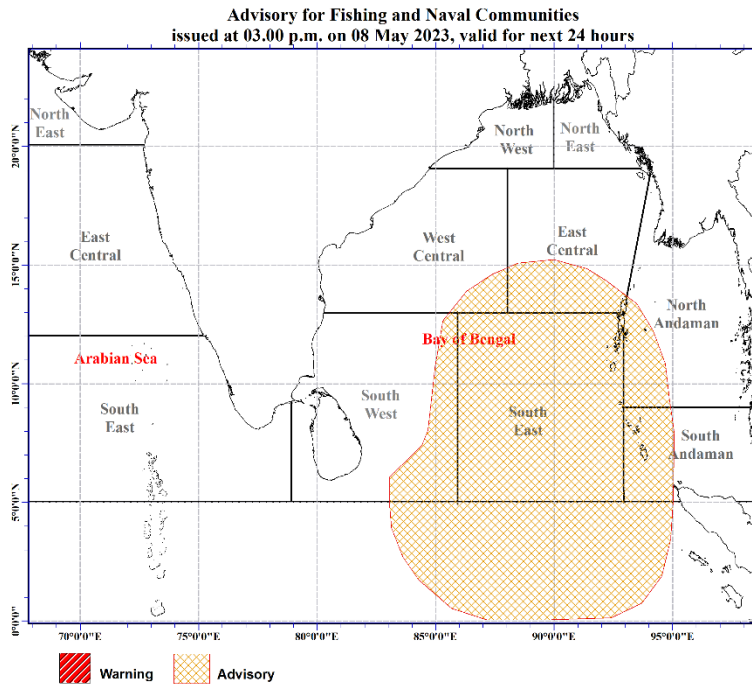 Advisory for Fishing and Naval Communities
issued at 03.00 p.m. on 08 May 2023, valid for next 24 hours
North
East
North
West
North
East
East
Central
West
Central
East
Central
North
Andaman
Arabian Sea
Bay of Bengal
South
East
South
West
South
East
South
Andaman
20°0'0"N
15°0'0"N
10°0'0"N
5°0'0"N
0°0'0"
70°0'0"E
75°0'0"E
80°0'0"E
85°0'0"E
90°0'0"E
95°0'0"E
Warning
Advisory